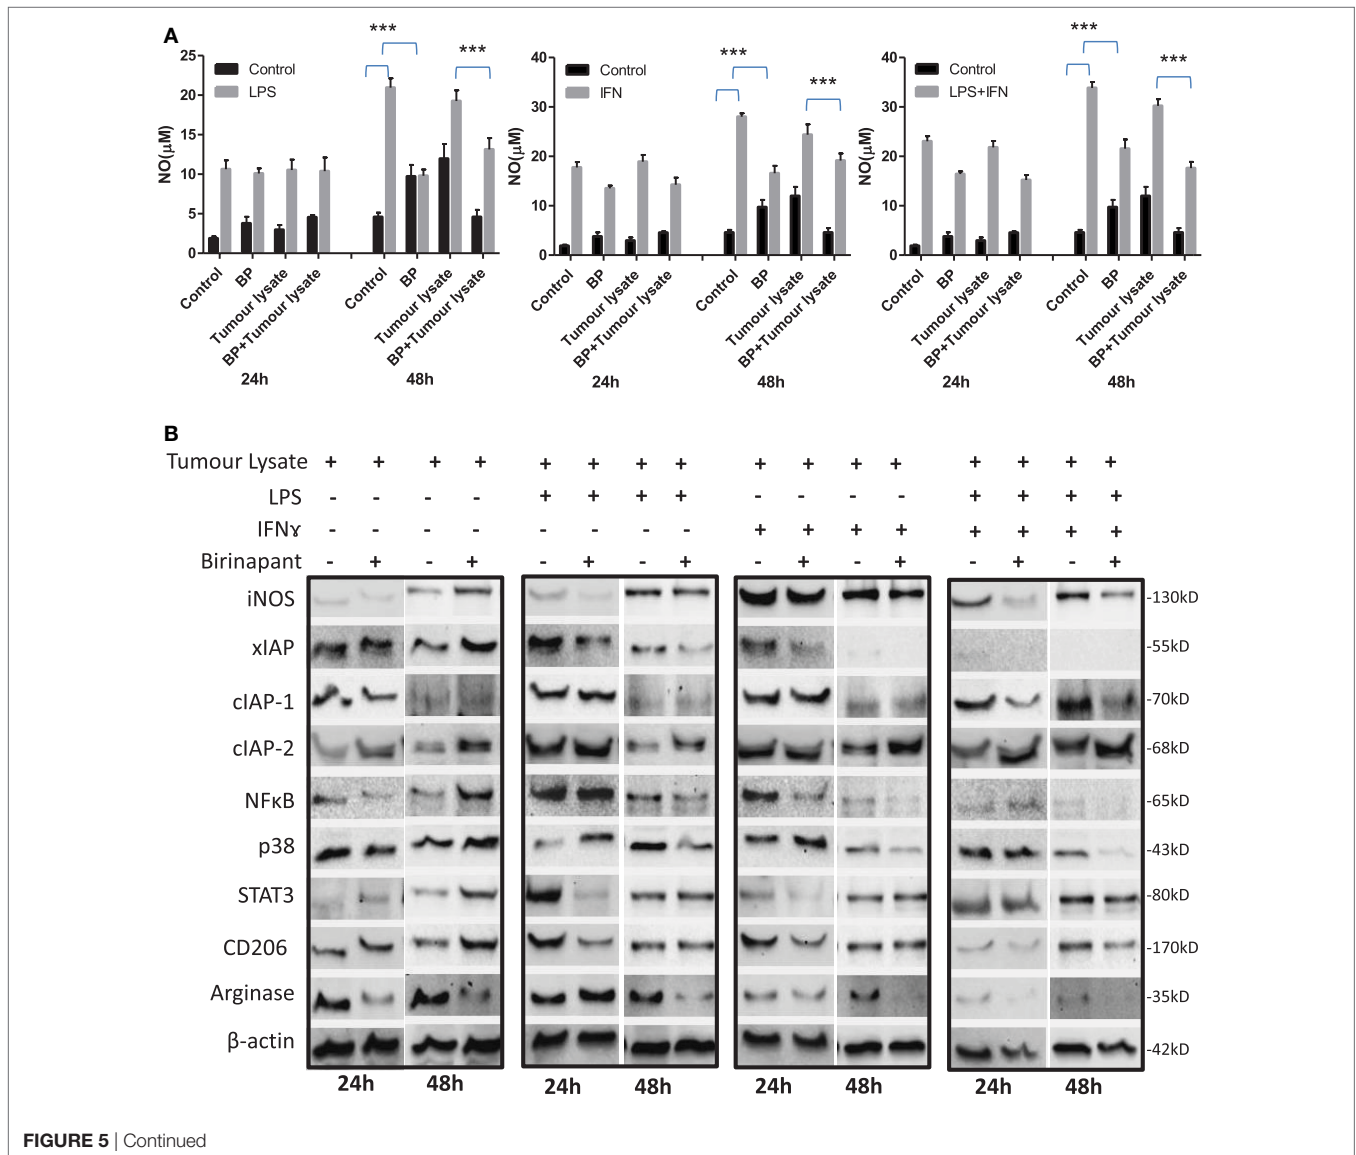 A
*** *** *** *** *** ***
25 20 15 10 5 0
NO(μM)
Control
LPS
Control BP Tumour lysate BP+Tumour lysate Control BP Tumour lysate BP+Tumour lysate
24h 48h
40 30 20 10 0
NO(μM)
Control
IFN
Control BP Tumour lysate BP+Tumour lysate Control BP Tumour lysate BP+Tumour lysate
24h 48h
40 30 20 10 0
NO(μM)
Control
LPS+IFN
Control BP Tumour lysate BP+Tumour lysate Control BP Tumour lysate BP+Tumour lysate
24h 48h
B
Tumour Lysate + + + + + + + + + + + + + + + +
LPS - - - - + + + + - - - - + + + +
IFNɤ - - - - - - - - + + + + + + + +
Birinapant - + - + - + - + - + - + - + - +
iNOS -130kD
xIAP -55kD
cIAP-1 -70kD
cIAP-2 -68kD
NFκB -65kD
p38 -43kD
STAT3 -80kD
CD206 -170kD
Arginase -35kD
β-actin -42kD
24h 48h 24h 48h 24h 48h 24h 48h
FIGURE 5 | Continued